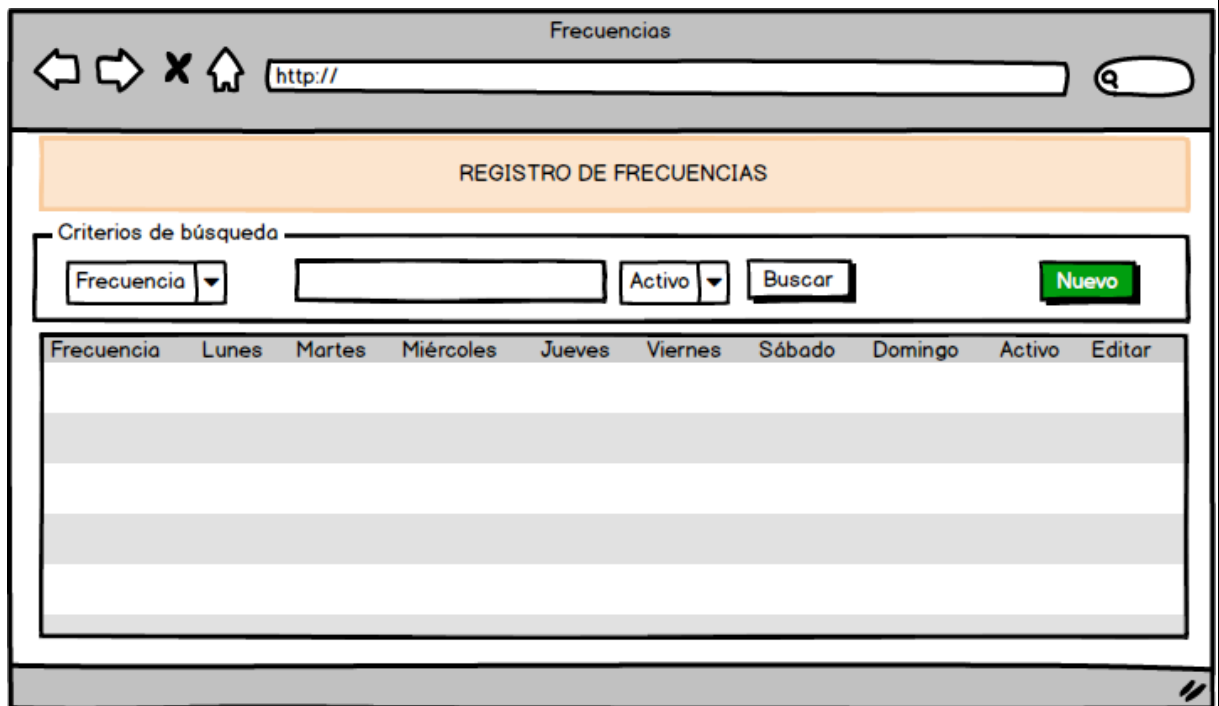 Frecuencias
http://
REGISTRO DE FRECUENCIAS
Criterios de búsqueda
Frecuencia Activo Buscar Nuevo
Frecuencia Lunes Martes Miércoles Jueves Viernes Sábado Domingo Activo Editar